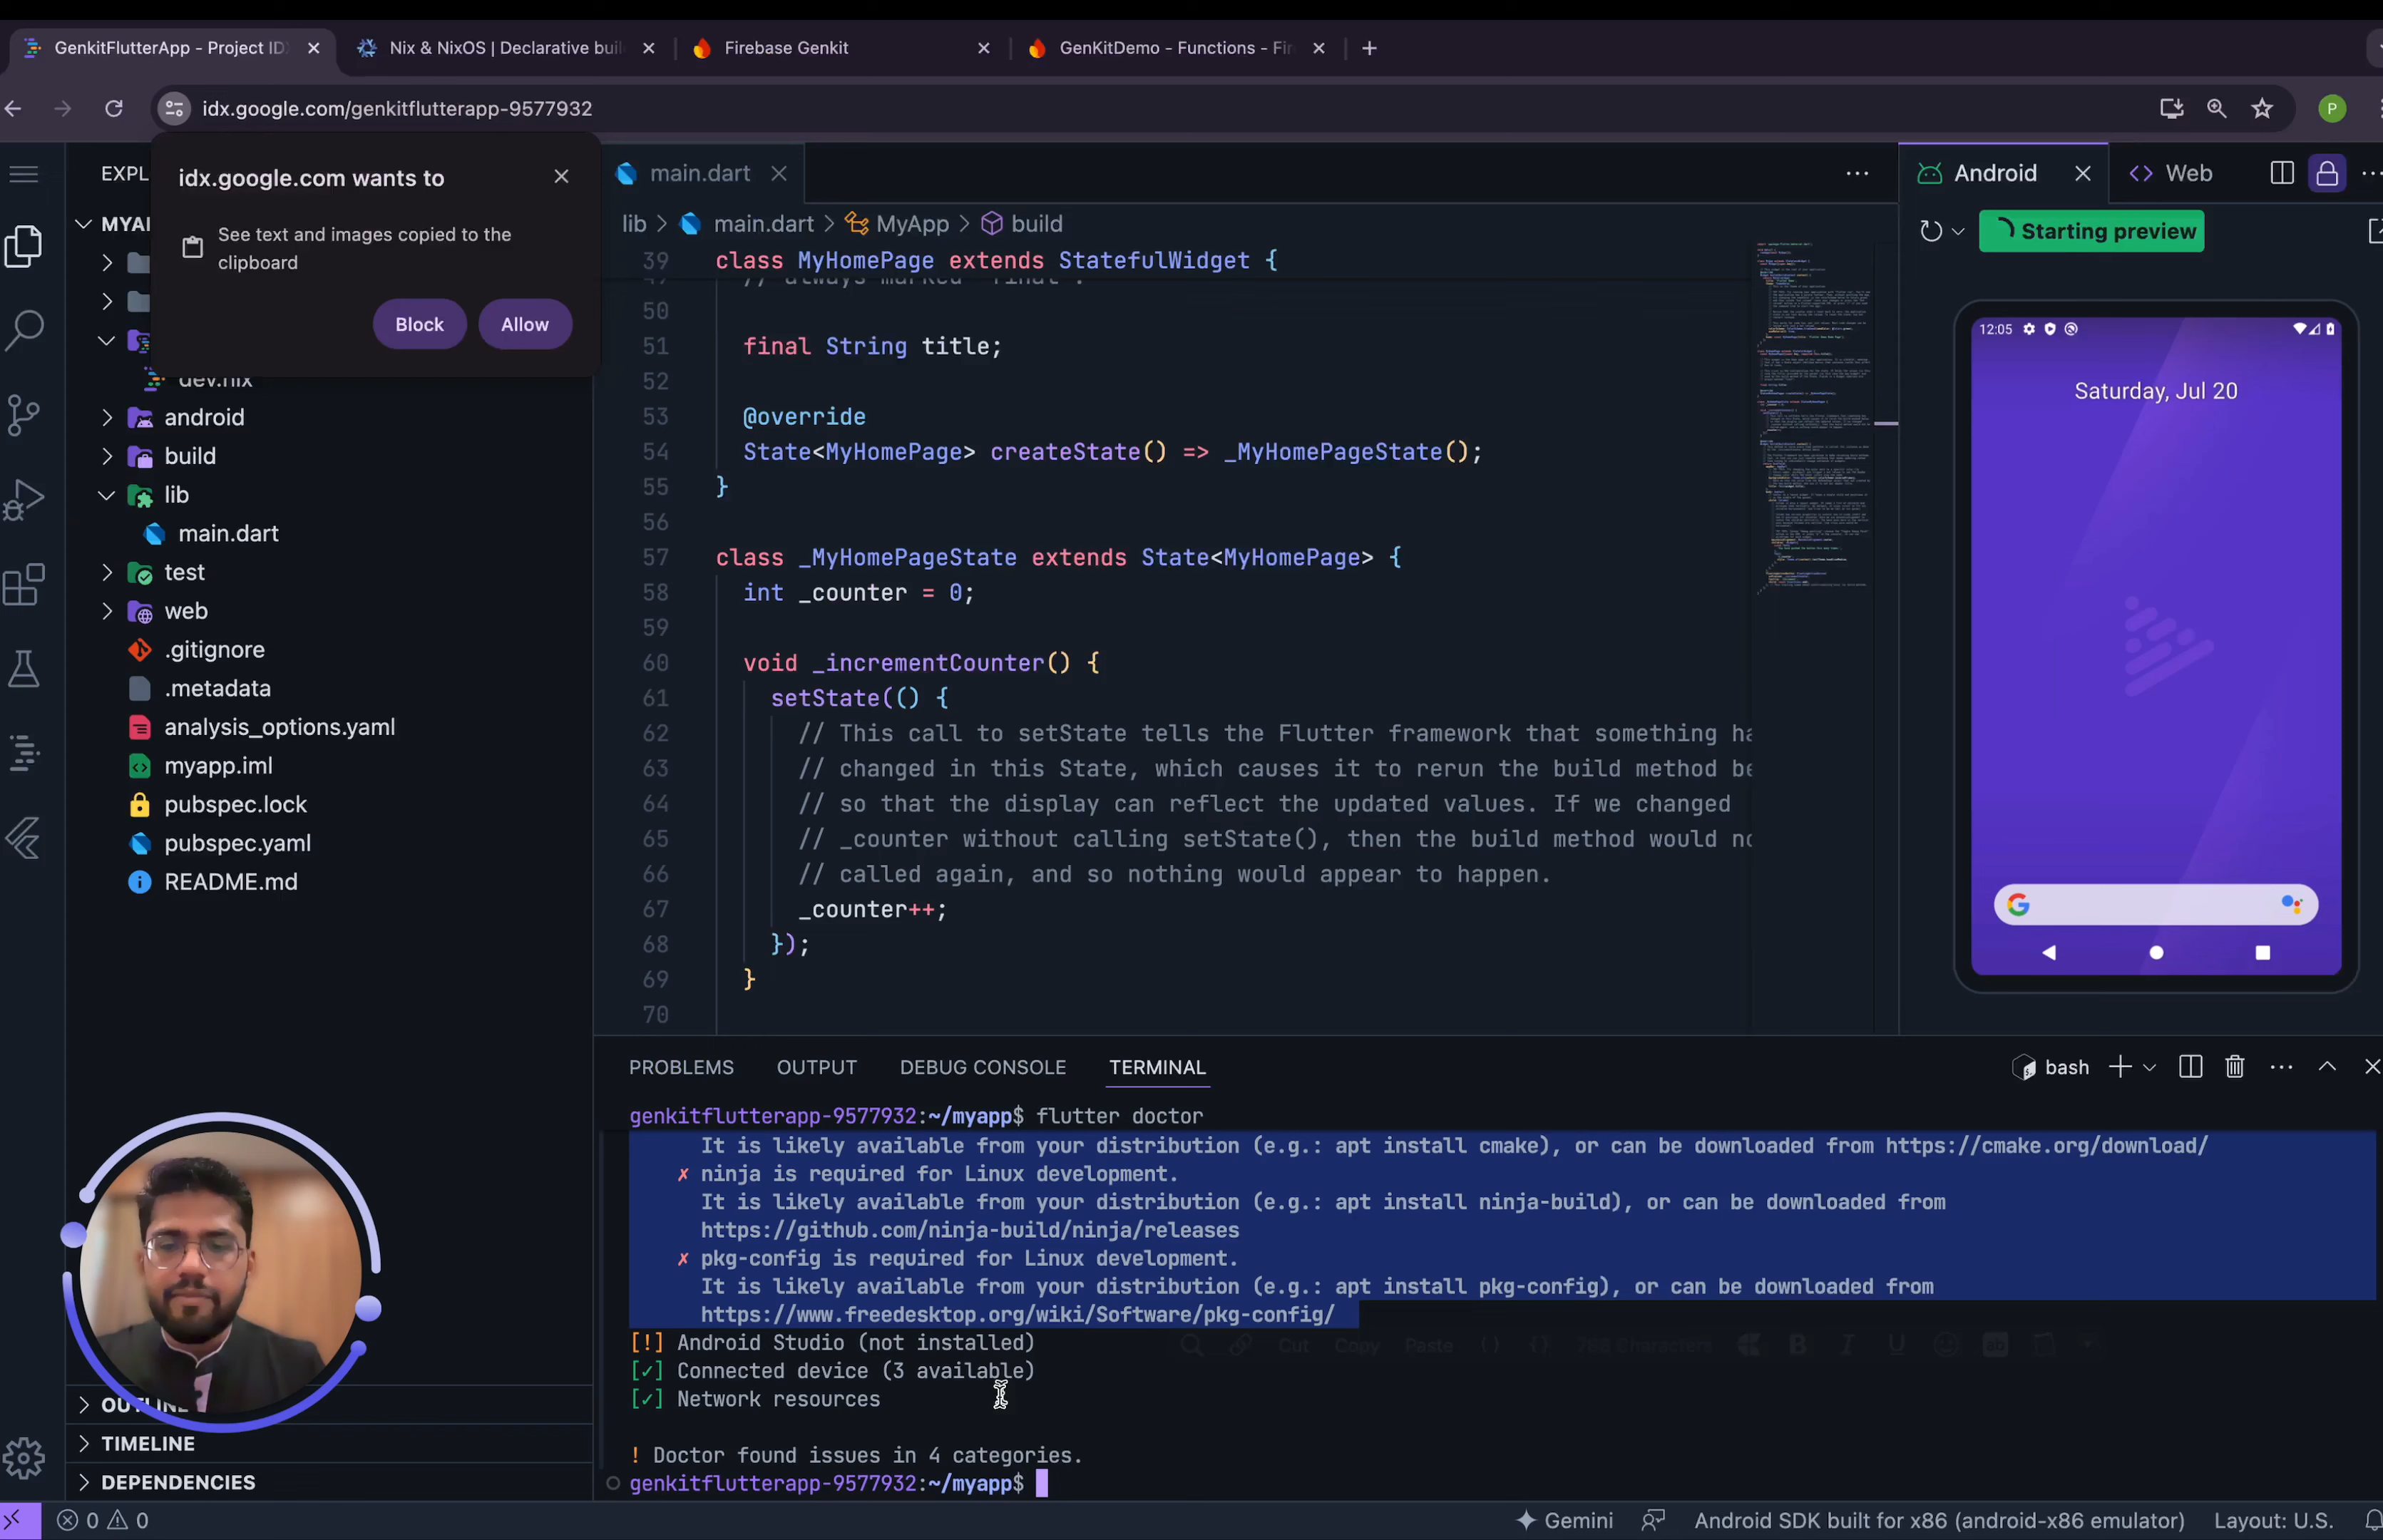 GenkitFlutterApp - Project IDX
Nix & NixOS | Declarative buil
Firebase Genkit
GenKitDemo - Functions - Fir
idx.google.com/genkitflutterapp-9577932
P
idx.google.com wants to
See text and images copied to the
clipboard
Block
Allow
EXPL
MYA
dev.nix
android
build
lib
main.dart
test
web
.gitignore
.metadata
analysis_options.yaml
myapp.iml
pubspec.lock
pubspec.yaml
README.md
OUTLINE
TIMELINE
DEPENDENCIES
main.dart
lib > main.dart > MyApp > build
39 class MyHomePage extends StatefulWidget {
// always marked "final".
50
51 final String title;
52
53 @override
54 State<MyHomePage> createState() => _MyHomePageState();
55 }
56
57 class _MyHomePageState extends State<MyHomePage> {
58 int _counter = 0;
59
60 void _incrementCounter() {
61 setState(() {
62 // This call to setState tells the Flutter framework that something ha
63 // changed in this State, which causes it to rerun the build method be
64 // so that the display can reflect the updated values. If we changed
65 // _counter without calling setState(), then the build method would no
66 // called again, and so nothing would appear to happen.
67 _counter++;
68 });
69 }
70
Android
Web
Starting preview
12:05
Saturday, Jul 20
PROBLEMS OUTPUT DEBUG CONSOLE TERMINAL
bash
genkitflutterapp-9577932:~/myapp$ flutter doctor
It is likely available from your distribution (e.g.: apt install cmake), or can be downloaded from https://cmake.org/download/
✗ ninja is required for Linux development.
It is likely available from your distribution (e.g.: apt install ninja-build), or can be downloaded from
https://github.com/ninja-build/ninja/releases
✗ pkg-config is required for Linux development.
It is likely available from your distribution (e.g.: apt install pkg-config), or can be downloaded from
https://www.freedesktop.org/wiki/Software/pkg-config/
[!] Android Studio (not installed)
Cut Copy Paste
[✓] Connected device (3 available)
[✓] Network resources
! Doctor found issues in 4 categories.
genkitflutterapp-9577932:~/myapp$
0 0
Gemini
Android SDK built for x86 (android-x86 emulator)
Layout: U.S.